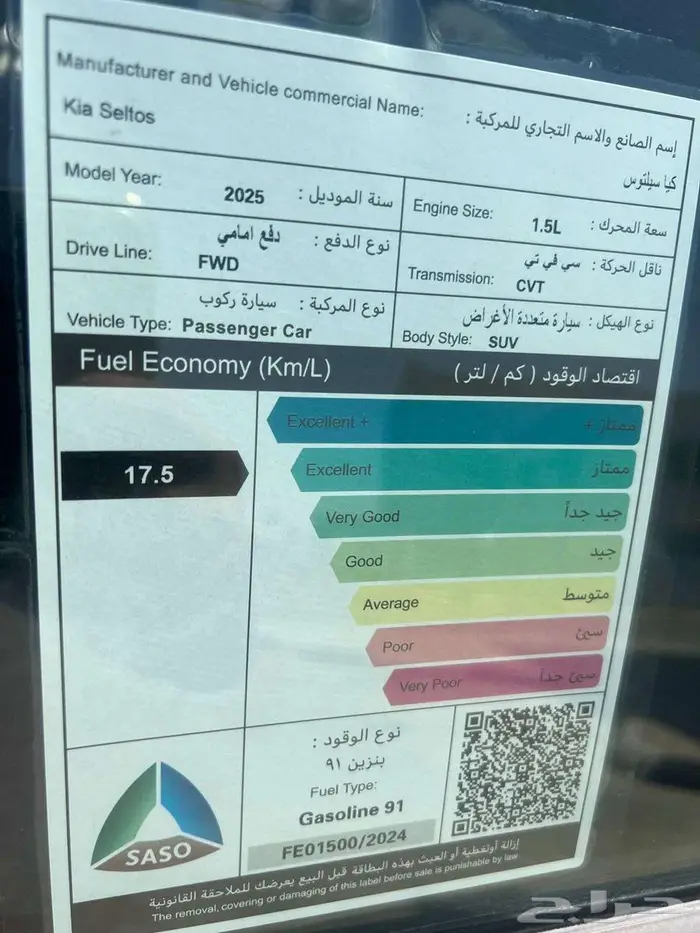 Manufacturer and Vehicle commercial Name:
إسم الصانع والاسم التجاري للمركبة :
Kia Seltos
كيا سيلتوس
Model Year:
2025
سنة الموديل :
Engine Size:
1.5L
سعة المحرك :
Drive Line:
دفع امامي
FWD
نوع الدفع :
Transmission:
سي في تي
CVT
ناقل الحركة :
Vehicle Type: Passenger Car
سيارة ركوب
نوع المركبة :
Body Style: SUV
سيارة متعددة الأغراض
نوع الهيكل :
Fuel Economy (Km/L)
اقتصاد الوقود ( كم / لتر )
17.5
Excellent + ممتاز +
Excellent ممتاز
Very Good جيد جداً
Good جيد
Average متوسط
Poor سيئ
Very Poor سيئ جداً
نوع الوقود :
بنزين ٩١
Fuel Type:
Gasoline 91
FE01500/2024
SASO
إزالة أوتغطية أو العبث بهذه البطاقة قبل البيع يعرضك للملاحقة القانونية
The removal, covering or damaging of this label before sale is punishable by law
حراج